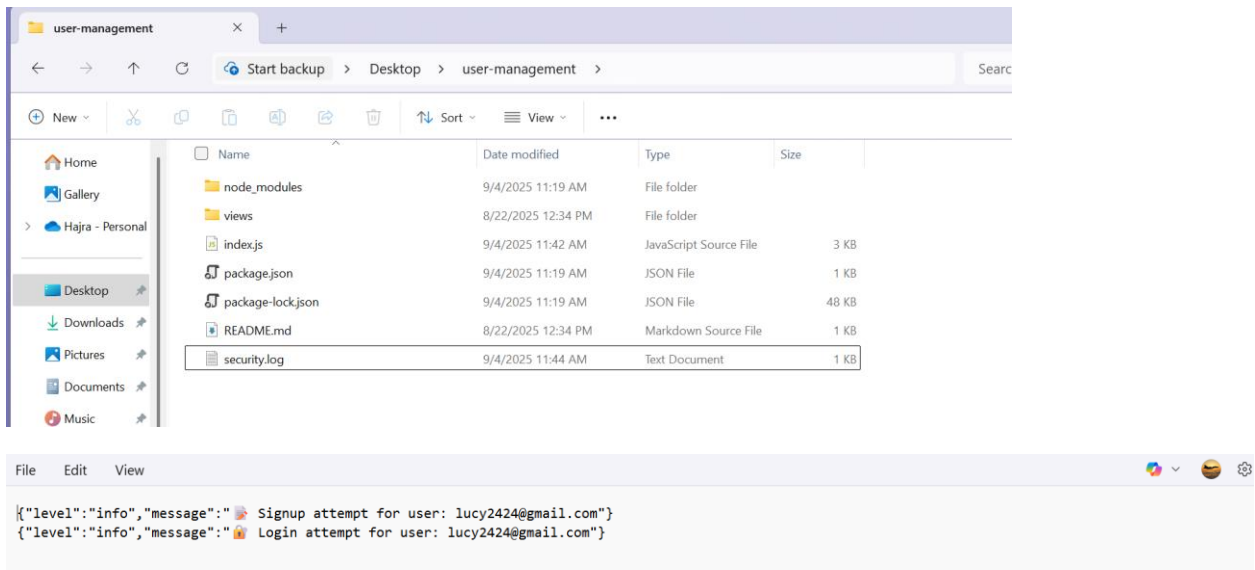 user-management
Start backup > Desktop > user-management >
Searc
New
Sort
View
Name Date modified Type Size
Home
Gallery
Hajra - Personal
Desktop
Downloads
Pictures
Documents
Music
node_modules 9/4/2025 11:19 AM File folder
views 8/22/2025 12:34 PM File folder
index.js 9/4/2025 11:42 AM JavaScript Source File 3 KB
package.json 9/4/2025 11:19 AM JSON File 1 KB
package-lock.json 9/4/2025 11:19 AM JSON File 48 KB
README.md 8/22/2025 12:34 PM Markdown Source File 1 KB
security.log 9/4/2025 11:44 AM Text Document 1 KB
File Edit View
{"level":"info","message":"📝 Signup attempt for user: lucy2424@gmail.com"}
{"level":"info","message":"🔐 Login attempt for user: lucy2424@gmail.com"}